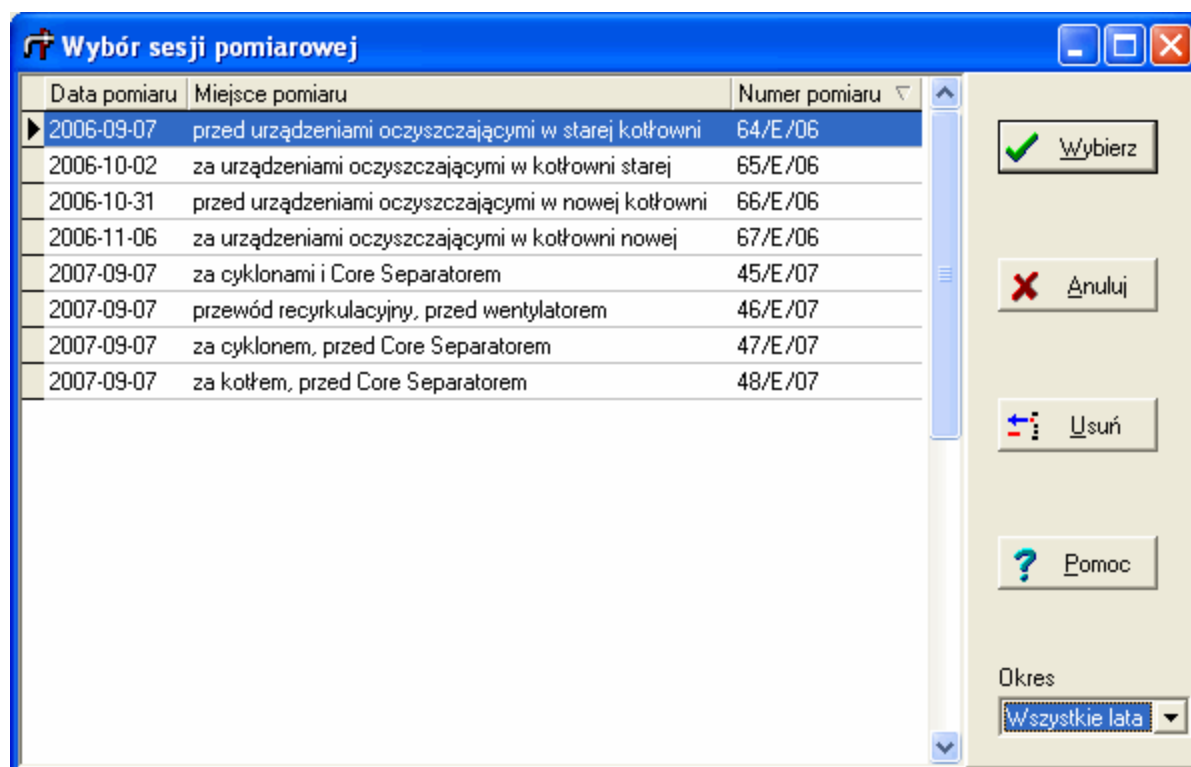 Wybór sesji pomiarowej
Data pomiaru Miejsce pomiaru Numer pomiaru
2006-09-07 przed urządzeniami oczyszczającymi w starej kotłowni 64/E/06
2006-10-02 za urządzeniami oczyszczającymi w kotłowni starej 65/E/06
2006-10-31 przed urządzeniami oczyszczającymi w nowej kotłowni 66/E/06
2006-11-06 za urządzeniami oczyszczającymi w kotłowni nowej 67/E/06
2007-09-07 za cyklonami i Core Separatorem 45/E/07
2007-09-07 przewód recyrkulacyjny, przed wentylatorem 46/E/07
2007-09-07 za cyklonem, przed Core Separatorem 47/E/07
2007-09-07 za kotłem, przed Core Separatorem 48/E/07
Wybierz
Anuluj
Usuń
Pomoc
Okres
Wszystkie lata